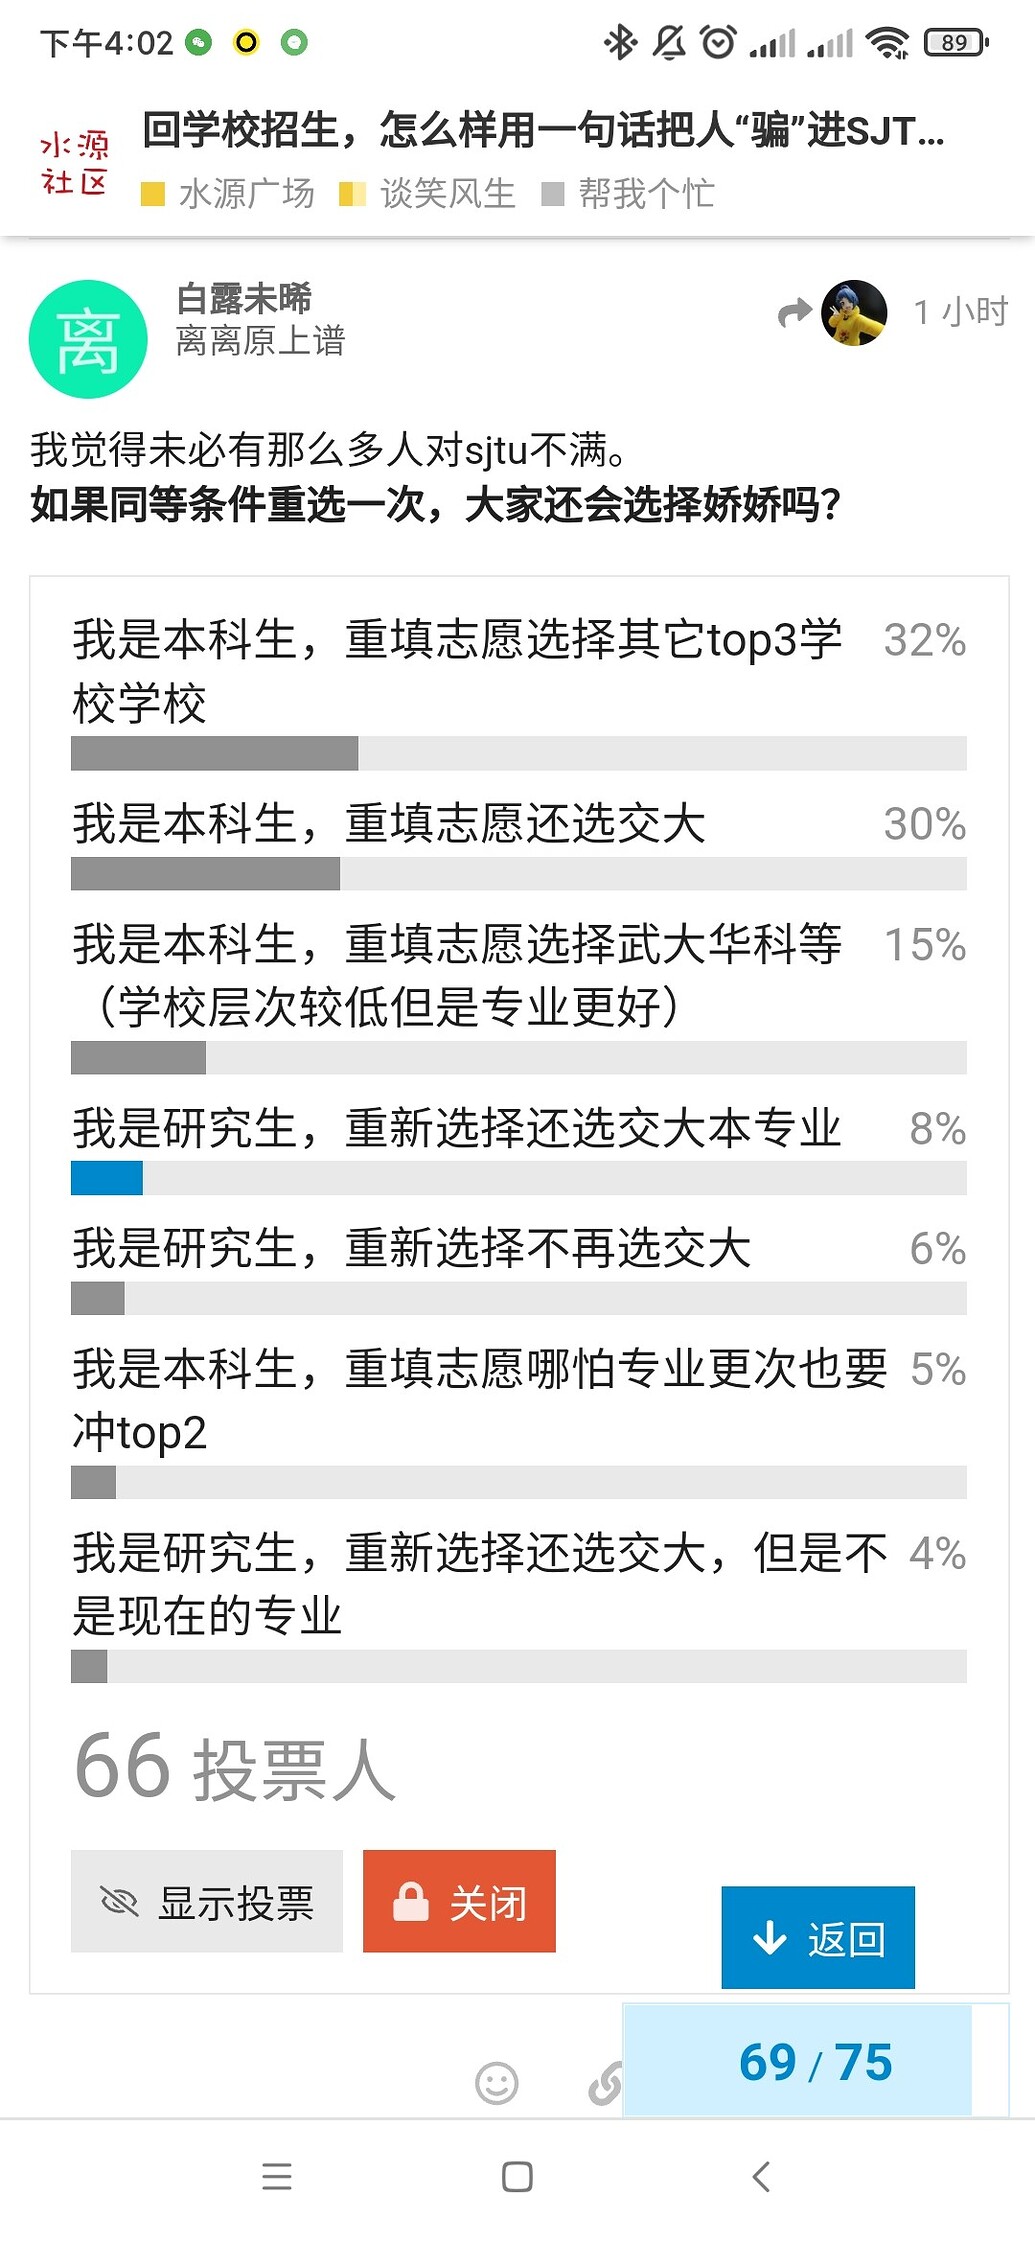 下午4:02
89
水源
社区
回学校招生，怎么样用一句话把人“骗”进SJT...
水源广场 谈笑风生 帮我个忙
离
白露未晞
离离原上谱
1 小时
我觉得未必有那么多人对sjtu不满。
如果同等条件重选一次，大家还会选择娇娇吗？
我是本科生，重填志愿选择其它top3学 32%
校学校
我是本科生，重填志愿还选交大 30%
我是本科生，重填志愿选择武大华科等 15%
（学校层次较低但是专业更好）
我是研究生，重新选择还选交大本专业 8%
我是研究生，重新选择不再选交大 6%
我是本科生，重填志愿哪怕专业更次也要 5%
冲top2
我是研究生，重新选择还选交大，但是不 4%
是现在的专业
66 投票人
显示投票 关闭
返回
69 / 75